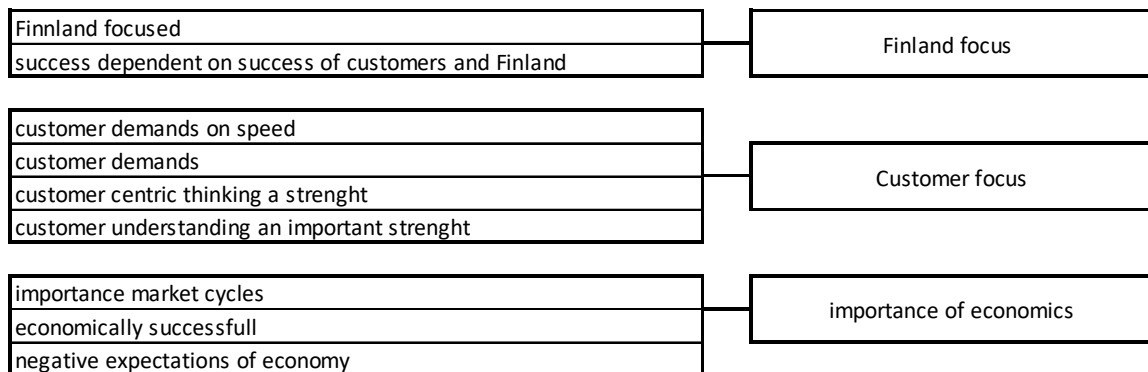 Finnland focused
success dependent on success of customers and Finland
Finland focus
customer demands on speed
customer demands
customer centric thinking a strenght
customer understanding an important strenght
Customer focus
importance market cycles
economically successfull
negative expectations of economy
importance of economics